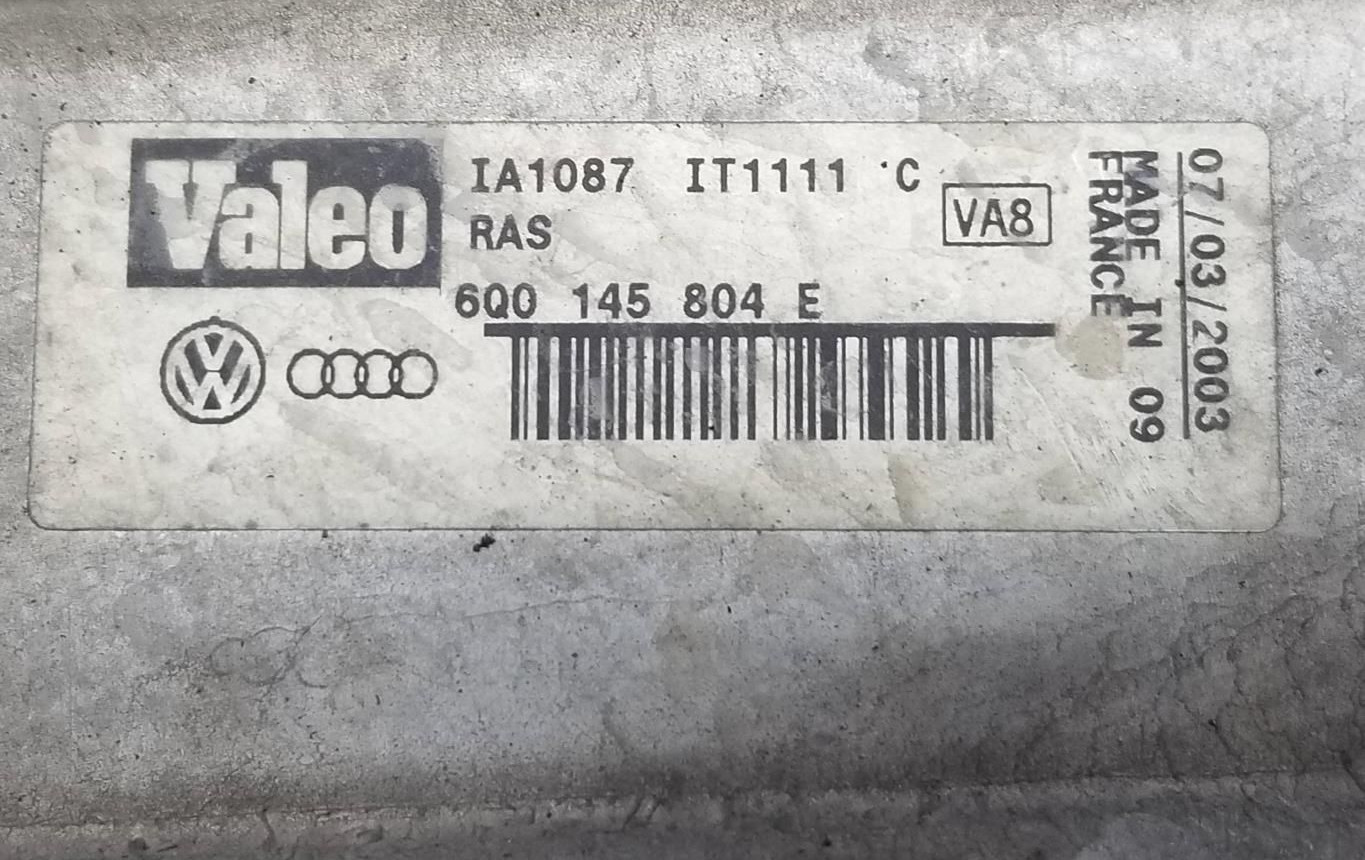 Valeo
IA1087 IT1111 C
RAS
VA8
6Q0 145 804 E
07/03/2003
MADE IN 09
FRANCE